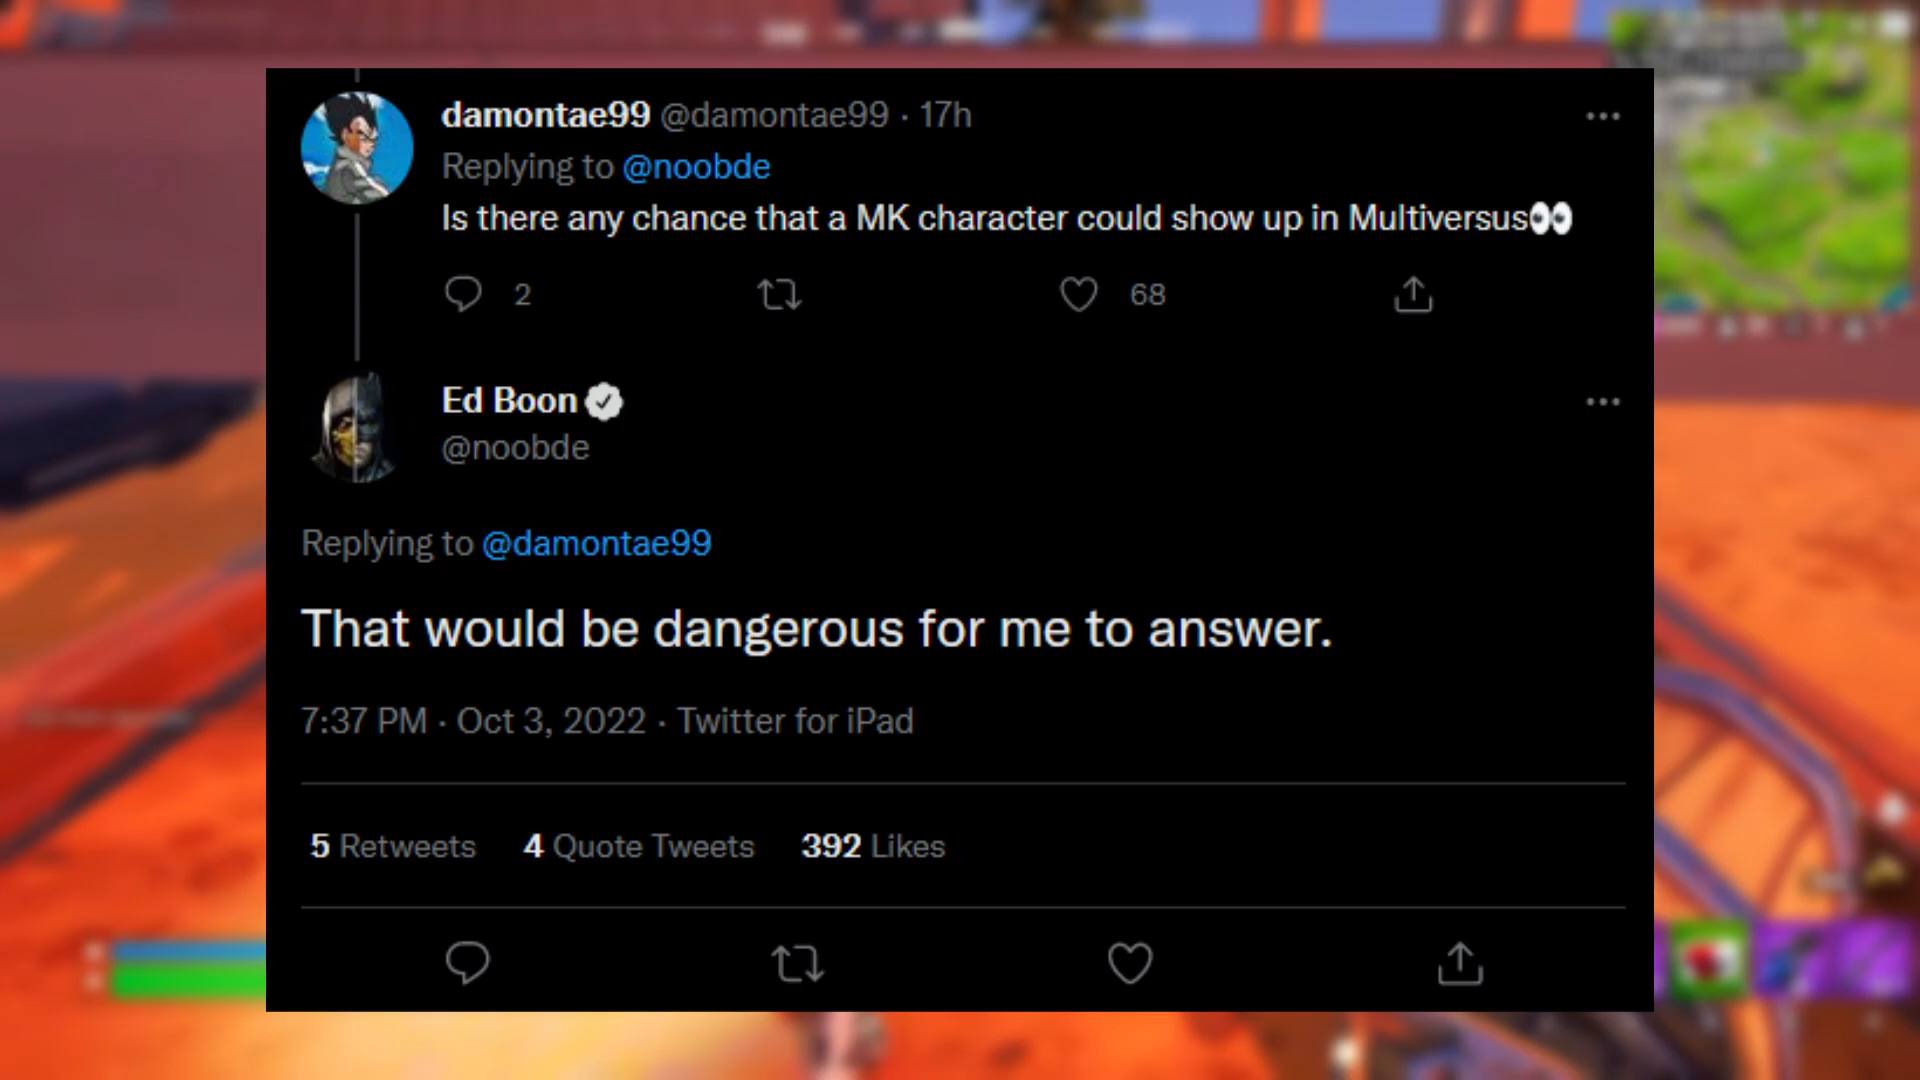 damontae99 @damontae99 · 17h
Replying to @noobde
Is there any chance that a MK character could show up in Multiversus👀
2 68
Ed Boon
@noobde
Replying to @damontae99
That would be dangerous for me to answer.
7:37 PM · Oct 3, 2022 · Twitter for iPad
5 Retweets 4 Quote Tweets 392 Likes